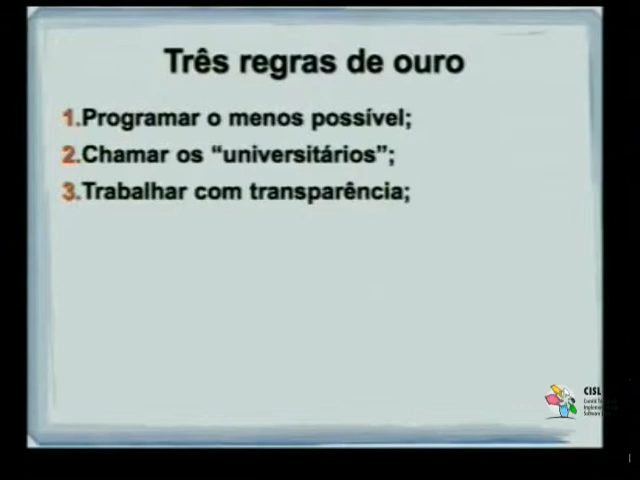 Três regras de ouro
1.Programar o menos possível;
2.Chamar os “universitários”;
3.Trabalhar com transparência;
CISL